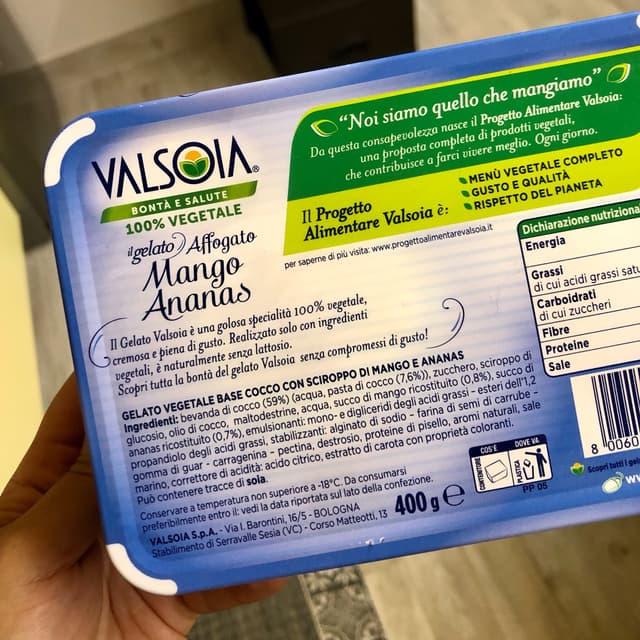 VALSOIA®
BONTÀ E SALUTE
100% VEGETALE
il gelato Affogato
Mango
Ananas
"Noi siamo quello che mangiamo"
Da questa consapevolezza nasce il Progetto Alimentare Valsoia:
una proposta completa di prodotti vegetali,
che contribuisce a farci vivere meglio. Ogni giorno.
Il Progetto
Alimentare Valsoia è:
MENÙ VEGETALE COMPLETO
GUSTO E QUALITÀ
RISPETTO DEL PIANETA
per saperne di più visita: www.progettoalimentarevalsoia.it
Il Gelato Valsoia è una golosa specialità 100% vegetale,
cremosa e piena di gusto. Realizzato solo con ingredienti
vegetali, è naturalmente senza lattosio.
Scopri tutta la bontà del gelato Valsoia senza compromessi di gusto!
GELATO VEGETALE BASE COCCO CON SCIROPPO DI MANGO E ANANAS
Ingredienti: bevanda di cocco (59%) (acqua, pasta di cocco (7,6%)), zucchero, sciroppo di
glucosio, olio di cocco, maltodestrine, acqua, succo di mango ricostituito (0,8%), succo di
ananas ricostituito (0,7%), emulsionanti: mono- e digliceridi degli acidi grassi - esteri dell'1,2
propandiolo degli acidi grassi, stabilizzanti: alginato di sodio - farina di semi di carrube -
gomma di guar - carragenina - pectina, destrosio, proteine di pisello, aromi naturali, sale
marino, correttore di acidità: acido citrico, estratto di carota con proprietà coloranti.
Può contenere tracce di soia.
Conservare a temperatura non superiore a -18°C. Da consumarsi
preferibilmente entro il: vedi la data riportata sul lato della confezione.
400 g e
VALSOIA S.p.A. - Via I. Barontini, 16/5 - BOLOGNA
Stabilimento di Serravalle Sesia (VC) - Corso Matteotti, 13
COS'È
DOVE VA
CONTENITORE
PLASTICA
PP 05
Dichiarazione nutriziona
Energia
Grassi
di cui acidi grassi satu
Carboidrati
di cui zuccheri
Fibre
Proteine
Sale
8 0060
Scopri tutti i gel
ww